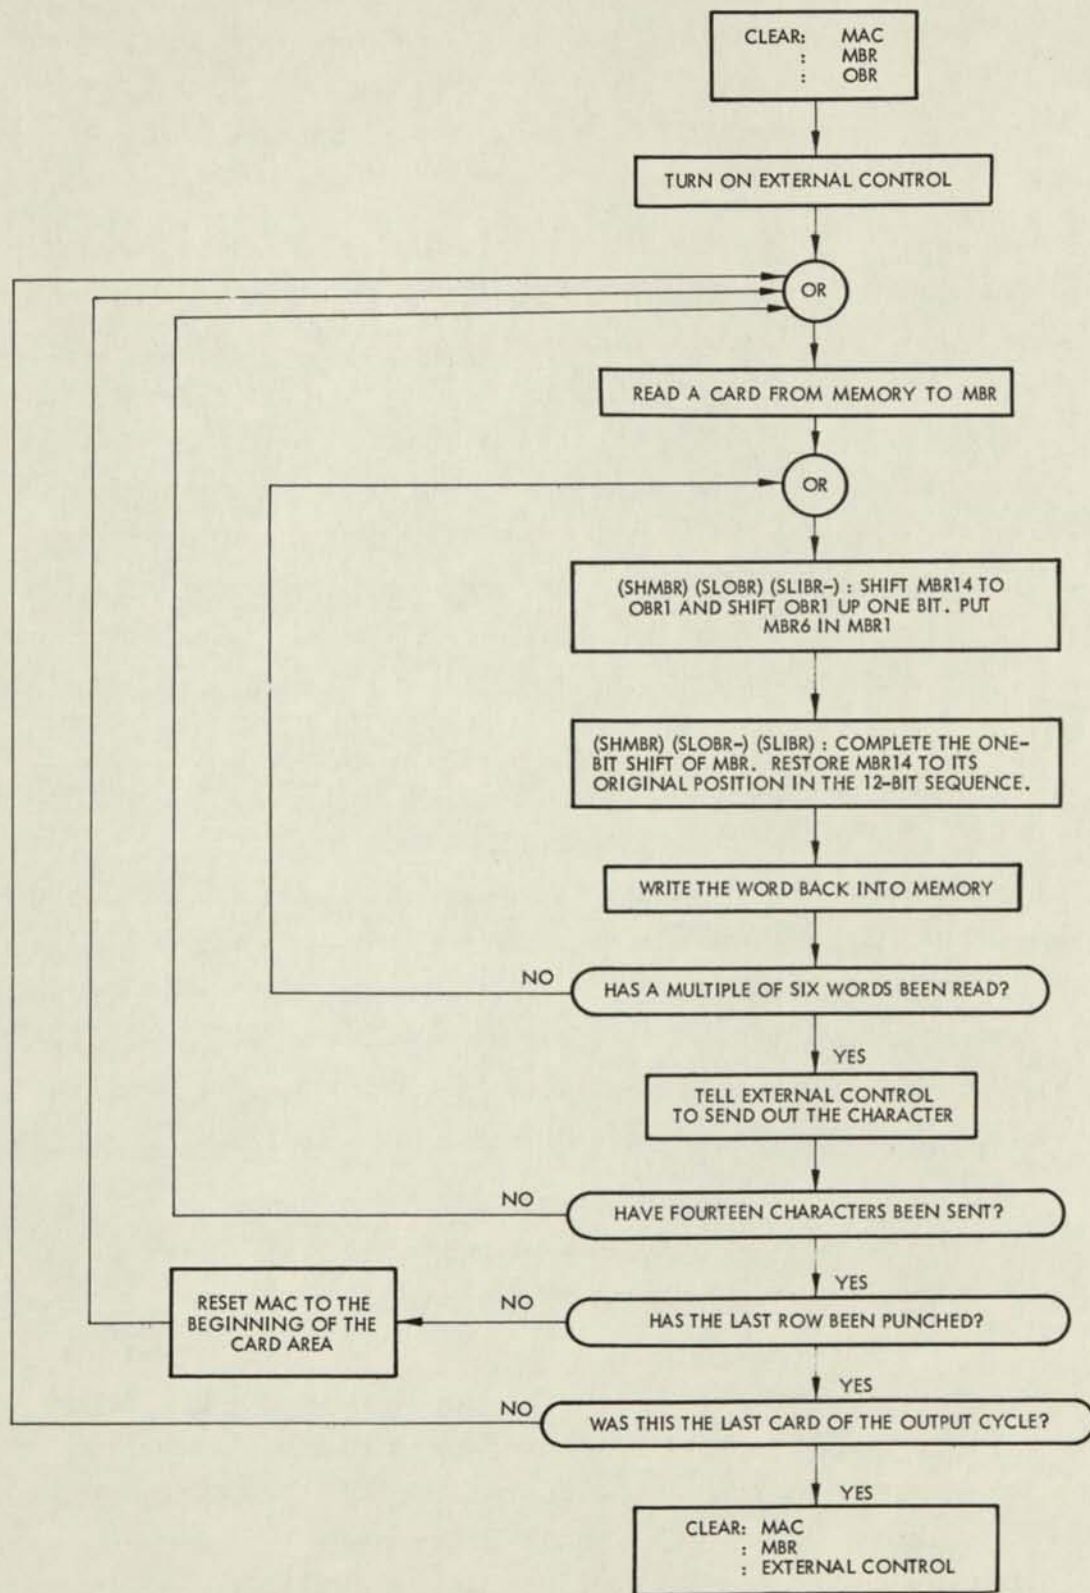 CLEAR: MAC
: MBR
: OBR
TURN ON EXTERNAL CONTROL
OR
READ A CARD FROM MEMORY TO MBR
OR
(SHMBR) (SLOBR) (SLIBR-) : SHIFT MBR14 TO
OBR1 AND SHIFT OBR1 UP ONE BIT. PUT
MBR6 IN MBR1
(SHMBR) (SLOBR-) (SLIBR) : COMPLETE THE ONE-
BIT SHIFT OF MBR. RESTORE MBR14 TO ITS
ORIGINAL POSITION IN THE 12-BIT SEQUENCE.
WRITE THE WORD BACK INTO MEMORY
NO
HAS A MULTIPLE OF SIX WORDS BEEN READ?
YES
TELL EXTERNAL CONTROL
TO SEND OUT THE CHARACTER
NO
HAVE FOURTEEN CHARACTERS BEEN SENT?
YES
RESET MAC TO THE
BEGINNING OF THE
CARD AREA
NO
HAS THE LAST ROW BEEN PUNCHED?
YES
NO
WAS THIS THE LAST CARD OF THE OUTPUT CYCLE?
YES
CLEAR: MAC
: MBR
: EXTERNAL CONTROL